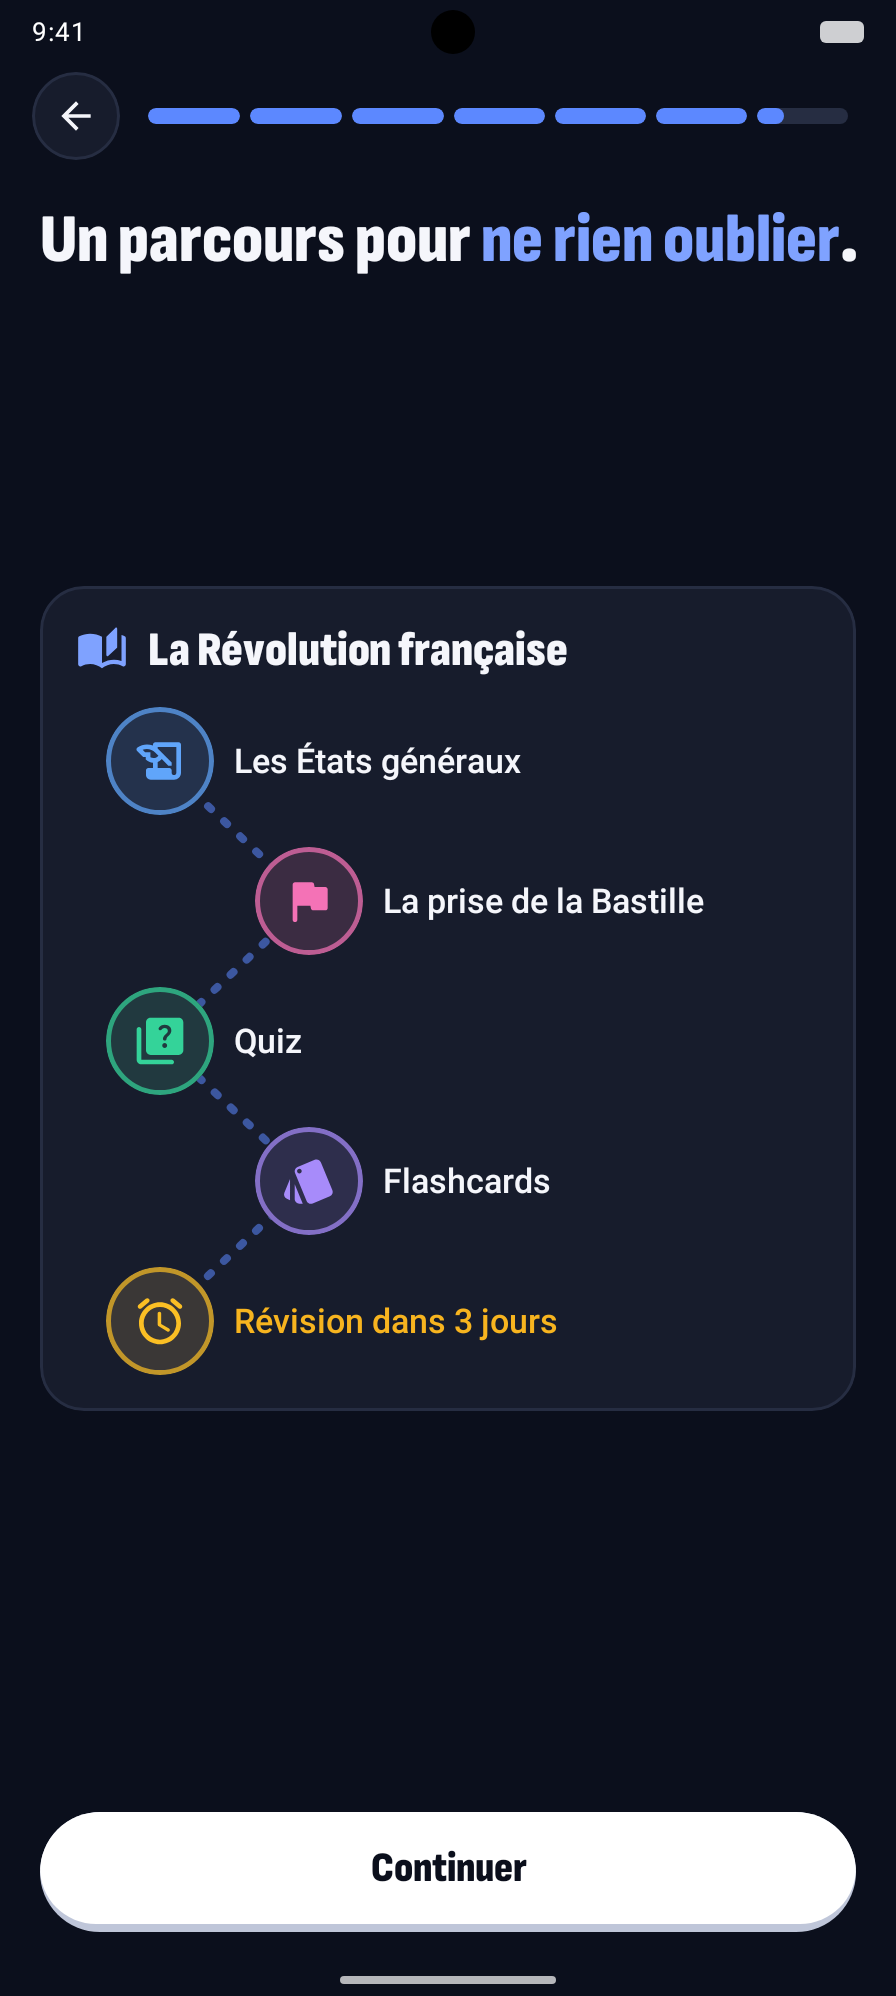 9:41
Un parcours pour ne rien oublier.
La Révolution française
Les États généraux
La prise de la Bastille
?
Quiz
Flashcards
Révision dans 3 jours
Continuer